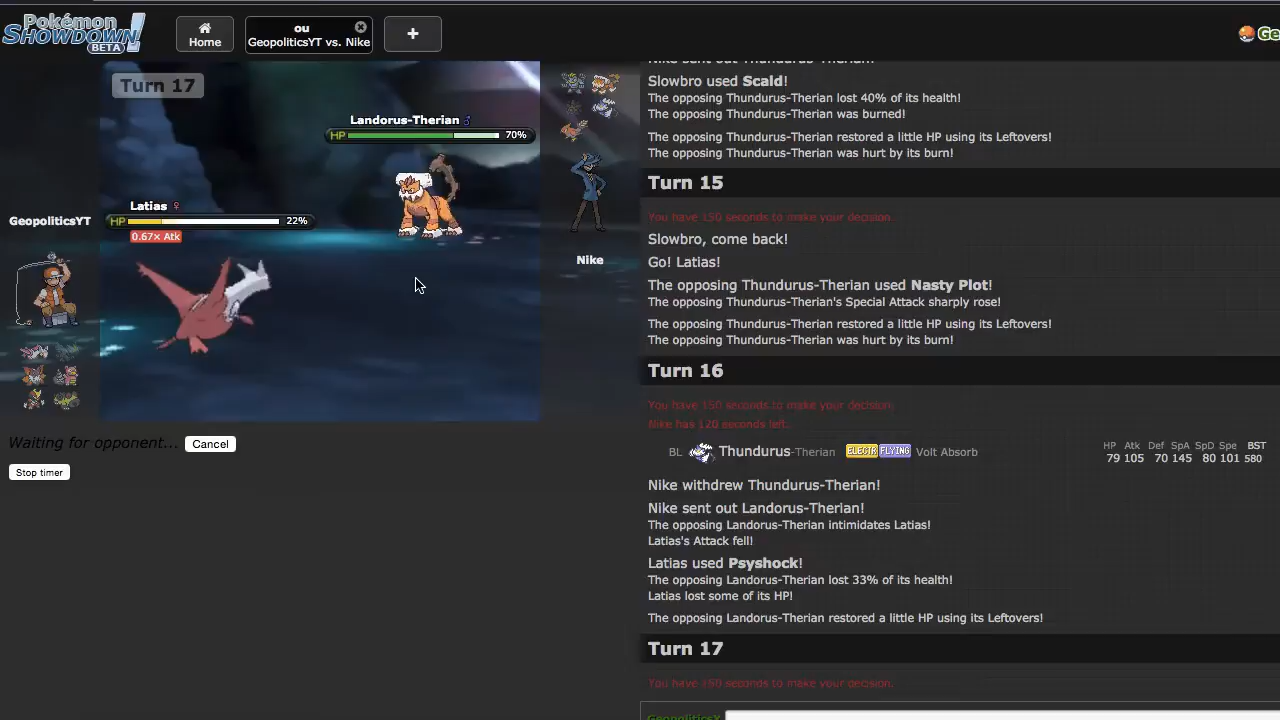 Pokémon
SHOWDOWN!
BETA
Home
ou
GeopoliticsYT vs. Nike
+
Ge
Turn 17
Landorus-Therian ♂
HP 70%
Latias ♀
HP 22%
0.67× Atk
GeopoliticsYT
Nike
Waiting for opponent... Cancel
Stop timer
Nike sent out Thundurus-Therian!
Slowbro used Scald!
The opposing Thundurus-Therian lost 40% of its health!
The opposing Thundurus-Therian was burned!
The opposing Thundurus-Therian restored a little HP using its Leftovers!
The opposing Thundurus-Therian was hurt by its burn!
Turn 15
You have 150 seconds to make your decision.
Slowbro, come back!
Go! Latias!
The opposing Thundurus-Therian used Nasty Plot!
The opposing Thundurus-Therian's Special Attack sharply rose!
The opposing Thundurus-Therian restored a little HP using its Leftovers!
The opposing Thundurus-Therian was hurt by its burn!
Turn 16
You have 150 seconds to make your decision.
Nike has 120 seconds left.
HP Atk Def SpA SpD Spe BST
BL Thundurus-Therian ELECTR FLYING Volt Absorb 79 105 70 145 80 101 580
Nike withdrew Thundurus-Therian!
Nike sent out Landorus-Therian!
The opposing Landorus-Therian intimidates Latias!
Latias's Attack fell!
Latias used Psyshock!
The opposing Landorus-Therian lost 33% of its health!
Latias lost some of its HP!
The opposing Landorus-Therian restored a little HP using its Leftovers!
Turn 17
You have 150 seconds to make your decision.
GeopoliticsY